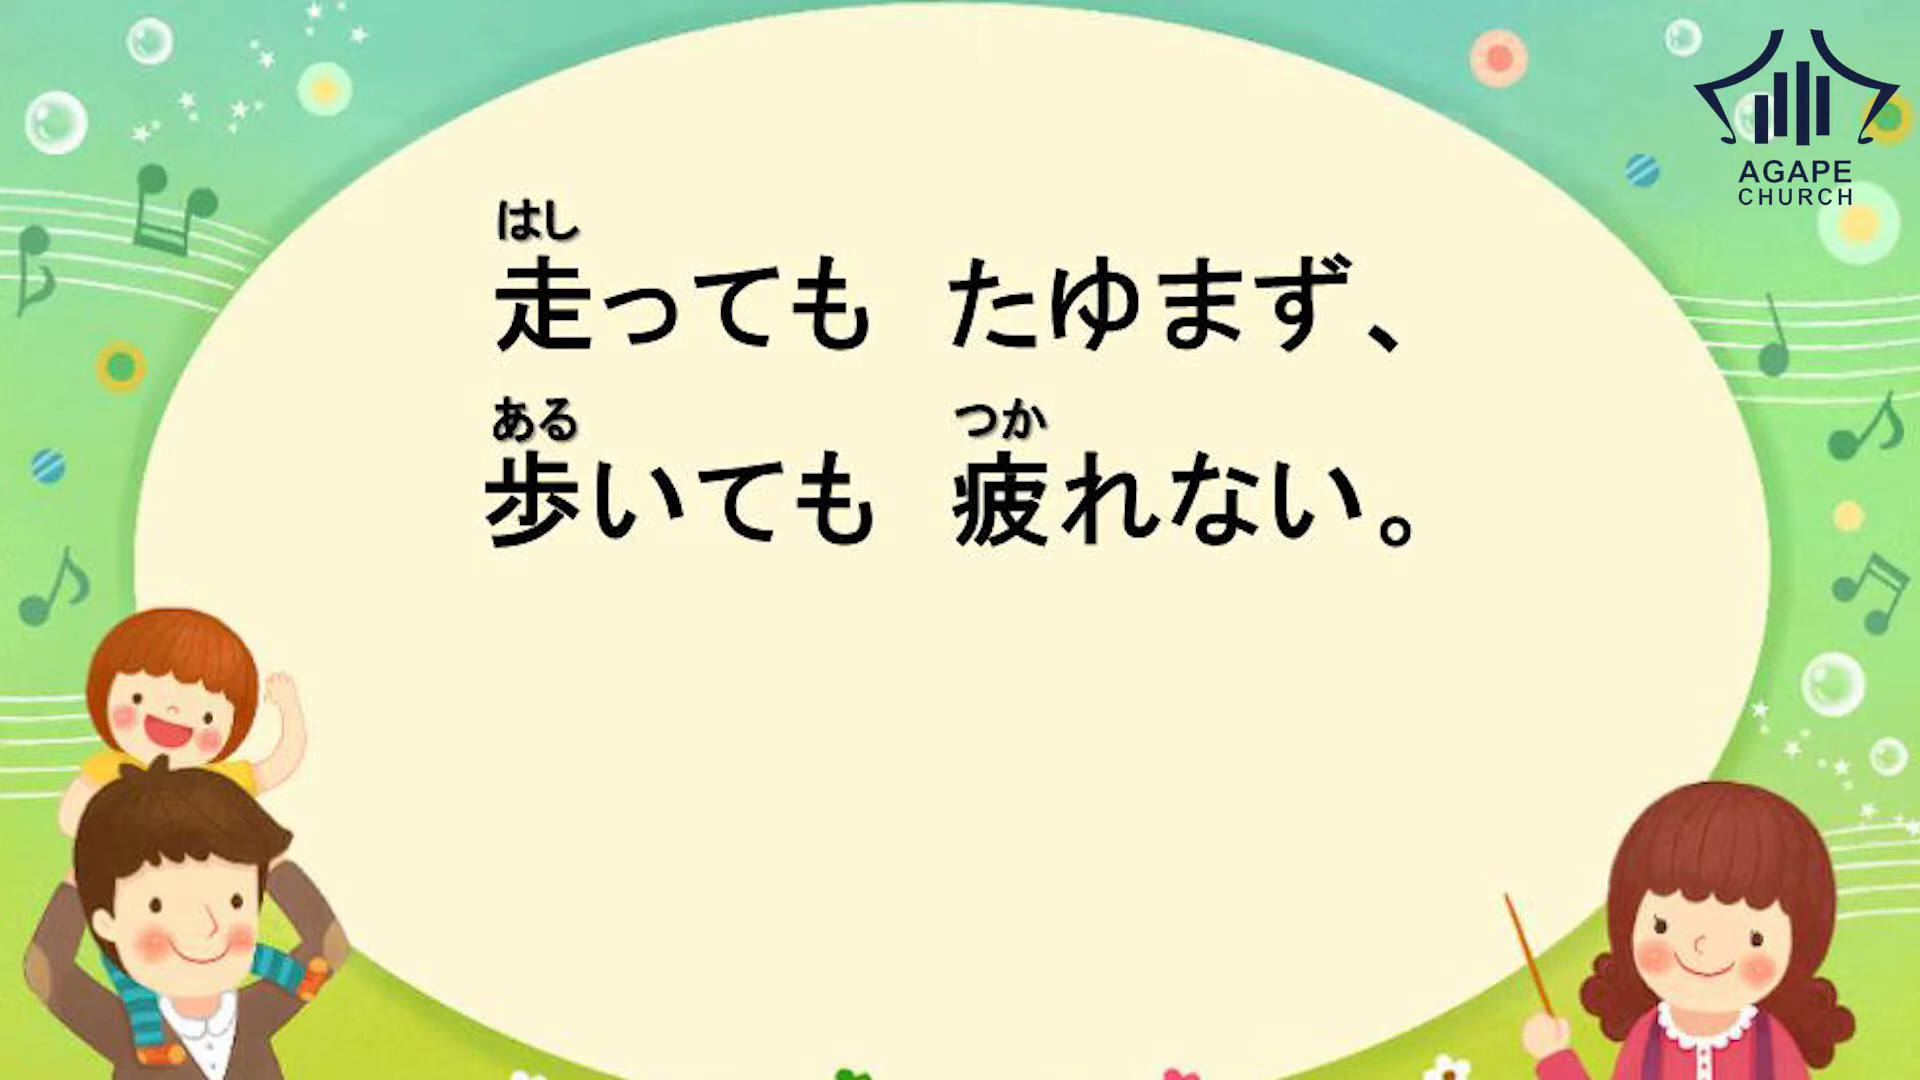 はし
走っても たゆまず、
ある つか
歩いても 疲れない。
AGAPE
CHURCH